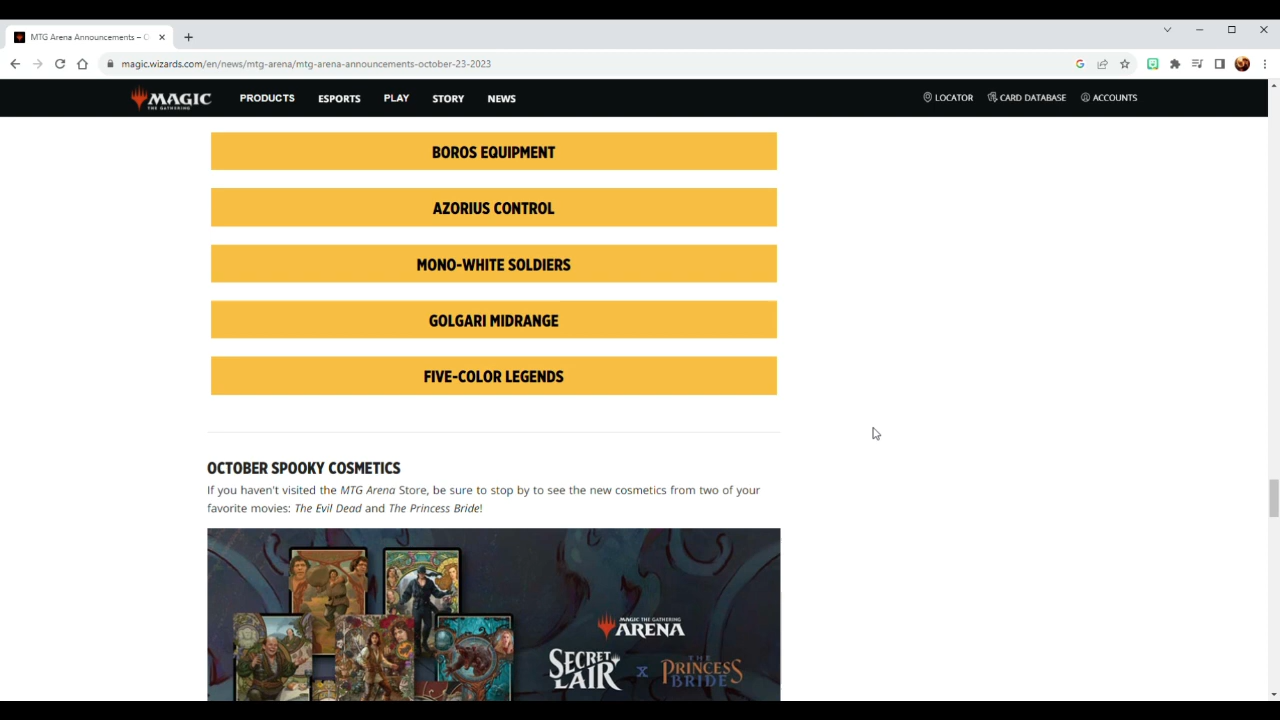 MTG Arena Announcements – O
magic.wizards.com/en/news/mtg-arena/mtg-arena-announcements-october-23-2023
MAGIC
THE GATHERING
PRODUCTS
ESPORTS
PLAY
STORY
NEWS
LOCATOR
CARD DATABASE
ACCOUNTS
BOROS EQUIPMENT
AZORIUS CONTROL
MONO-WHITE SOLDIERS
GOLGARI MIDRANGE
FIVE-COLOR LEGENDS
OCTOBER SPOOKY COSMETICS
If you haven't visited the MTG Arena Store, be sure to stop by to see the new cosmetics from two of your
favorite movies: The Evil Dead and The Princess Bride!
MAGIC THE GATHERING
ARENA
SECRET
LAIR
X
THE
PRINCESS
BRIDE